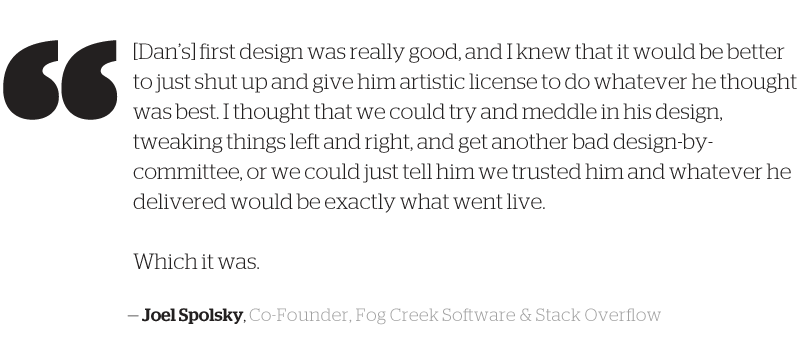 “
[Dan’s] first design was really good, and I knew that it would be better
to just shut up and give him artistic license to do whatever he thought
was best. I thought that we could try and meddle in his design,
tweaking things left and right, and get another bad design-by-
committee, or we could just tell him we trusted him and whatever he
delivered would be exactly what went live.
Which it was.
– Joel Spolsky, Co-Founder, Fog Creek Software & Stack Overflow